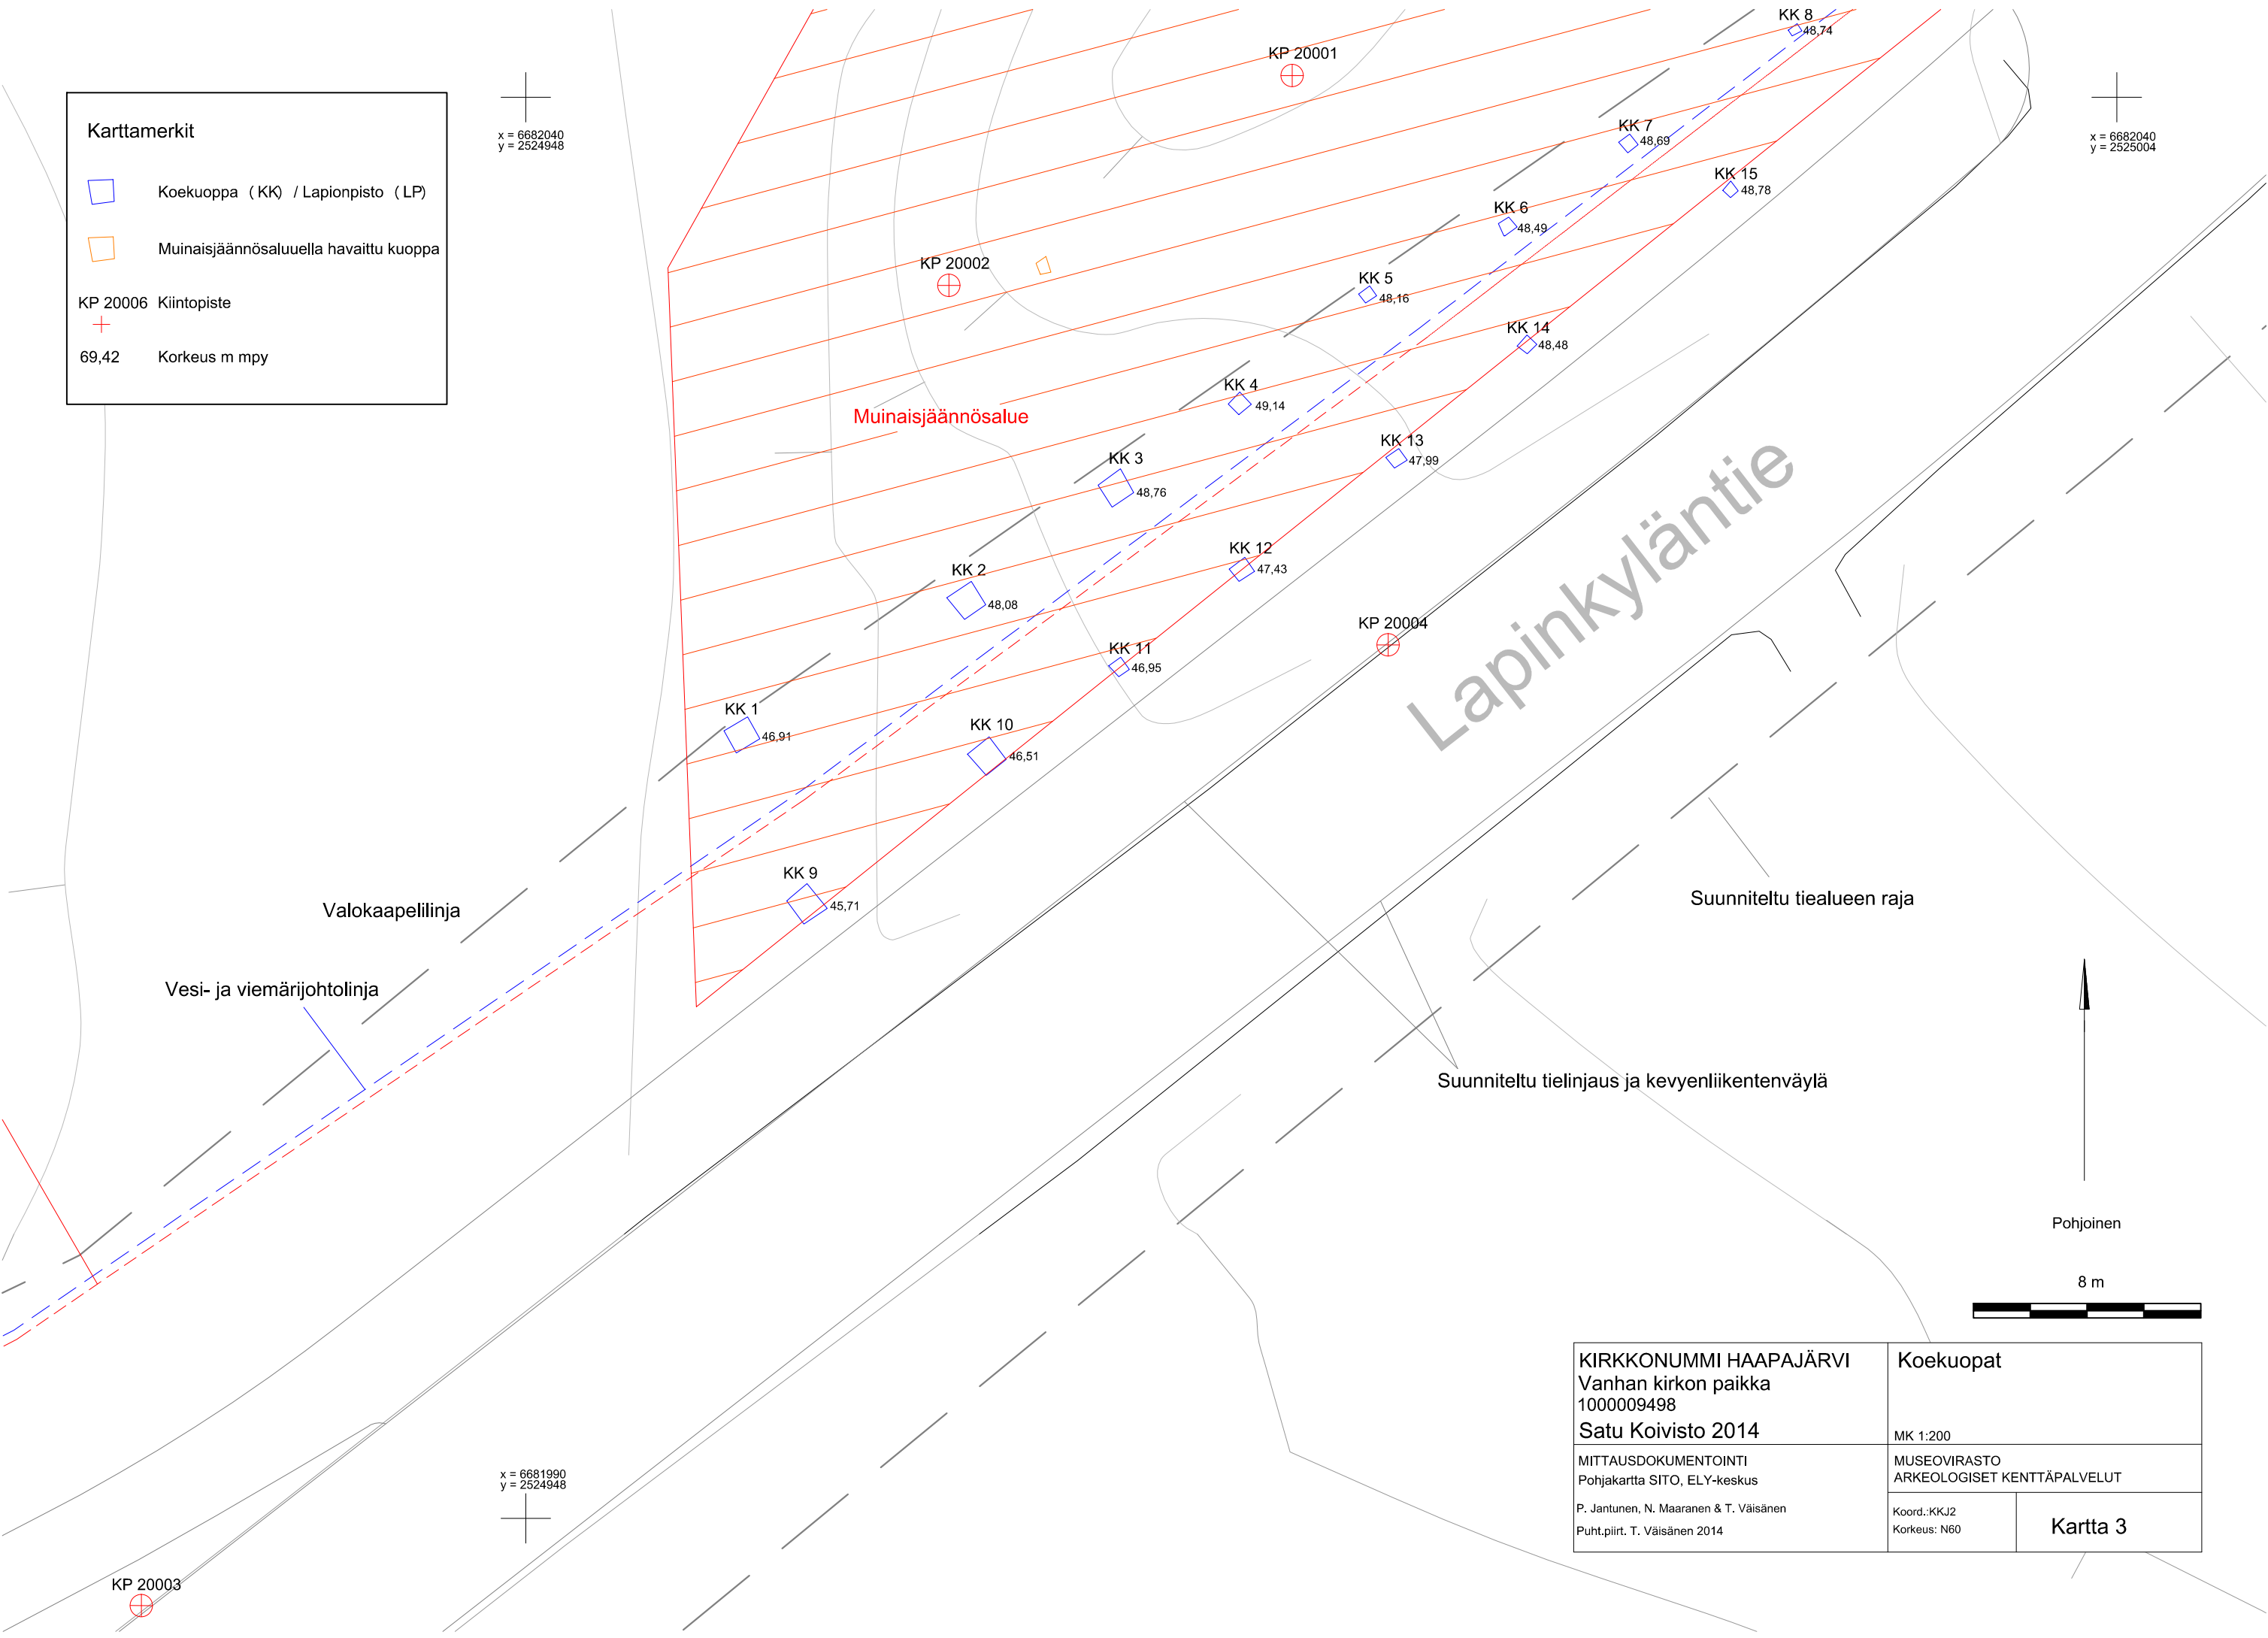 Karttamerkit
Koekuoppa ( KK) / Lapionpisto ( LP)
Muinaisjäännösaluuella havaittu kuoppa
KP 20006 Kiintopiste
69,42 Korkeus m mpy
x = 6682040
y = 2524948
x = 6682040
y = 2525004
KP 20001
KK 8
48,74
KK 7
48,69
KK 15
48,78
KK 6
48,49
KP 20002
KK 5
48,16
KK 14
48,48
KK 4
49,14
Muinaisjäännösalue
KK 13
47,99
KK 3
48,76
KK 12
47,43
KK 2
48,08
KP 20004
Lapinkyläntie
KK 11
46,95
KK 1
46,91
KK 10
46,51
KK 9
45,71
Valokaapelilinja
Suunniteltu tiealueen raja
Vesi- ja viemärijohtolinja
Suunniteltu tielinjaus ja kevyenliikentenväylä
Pohjoinen
8 m
x = 6681990
y = 2524948
KP 20003
KIRKKONUMMI HAAPAJÄRVI
Vanhan kirkon paikka
1000009498
Satu Koivisto 2014
Koekuopat
MK 1:200
MITTAUSDOKUMENTOINTI
Pohjakartta SITO, ELY-keskus
P. Jantunen, N. Maaranen & T. Väisänen
Puht.piirt. T. Väisänen 2014
MUSEOVIRASTO
ARKEOLOGISET KENTTÄPALVELUT
Koord.:KKJ2
Korkeus: N60
Kartta 3